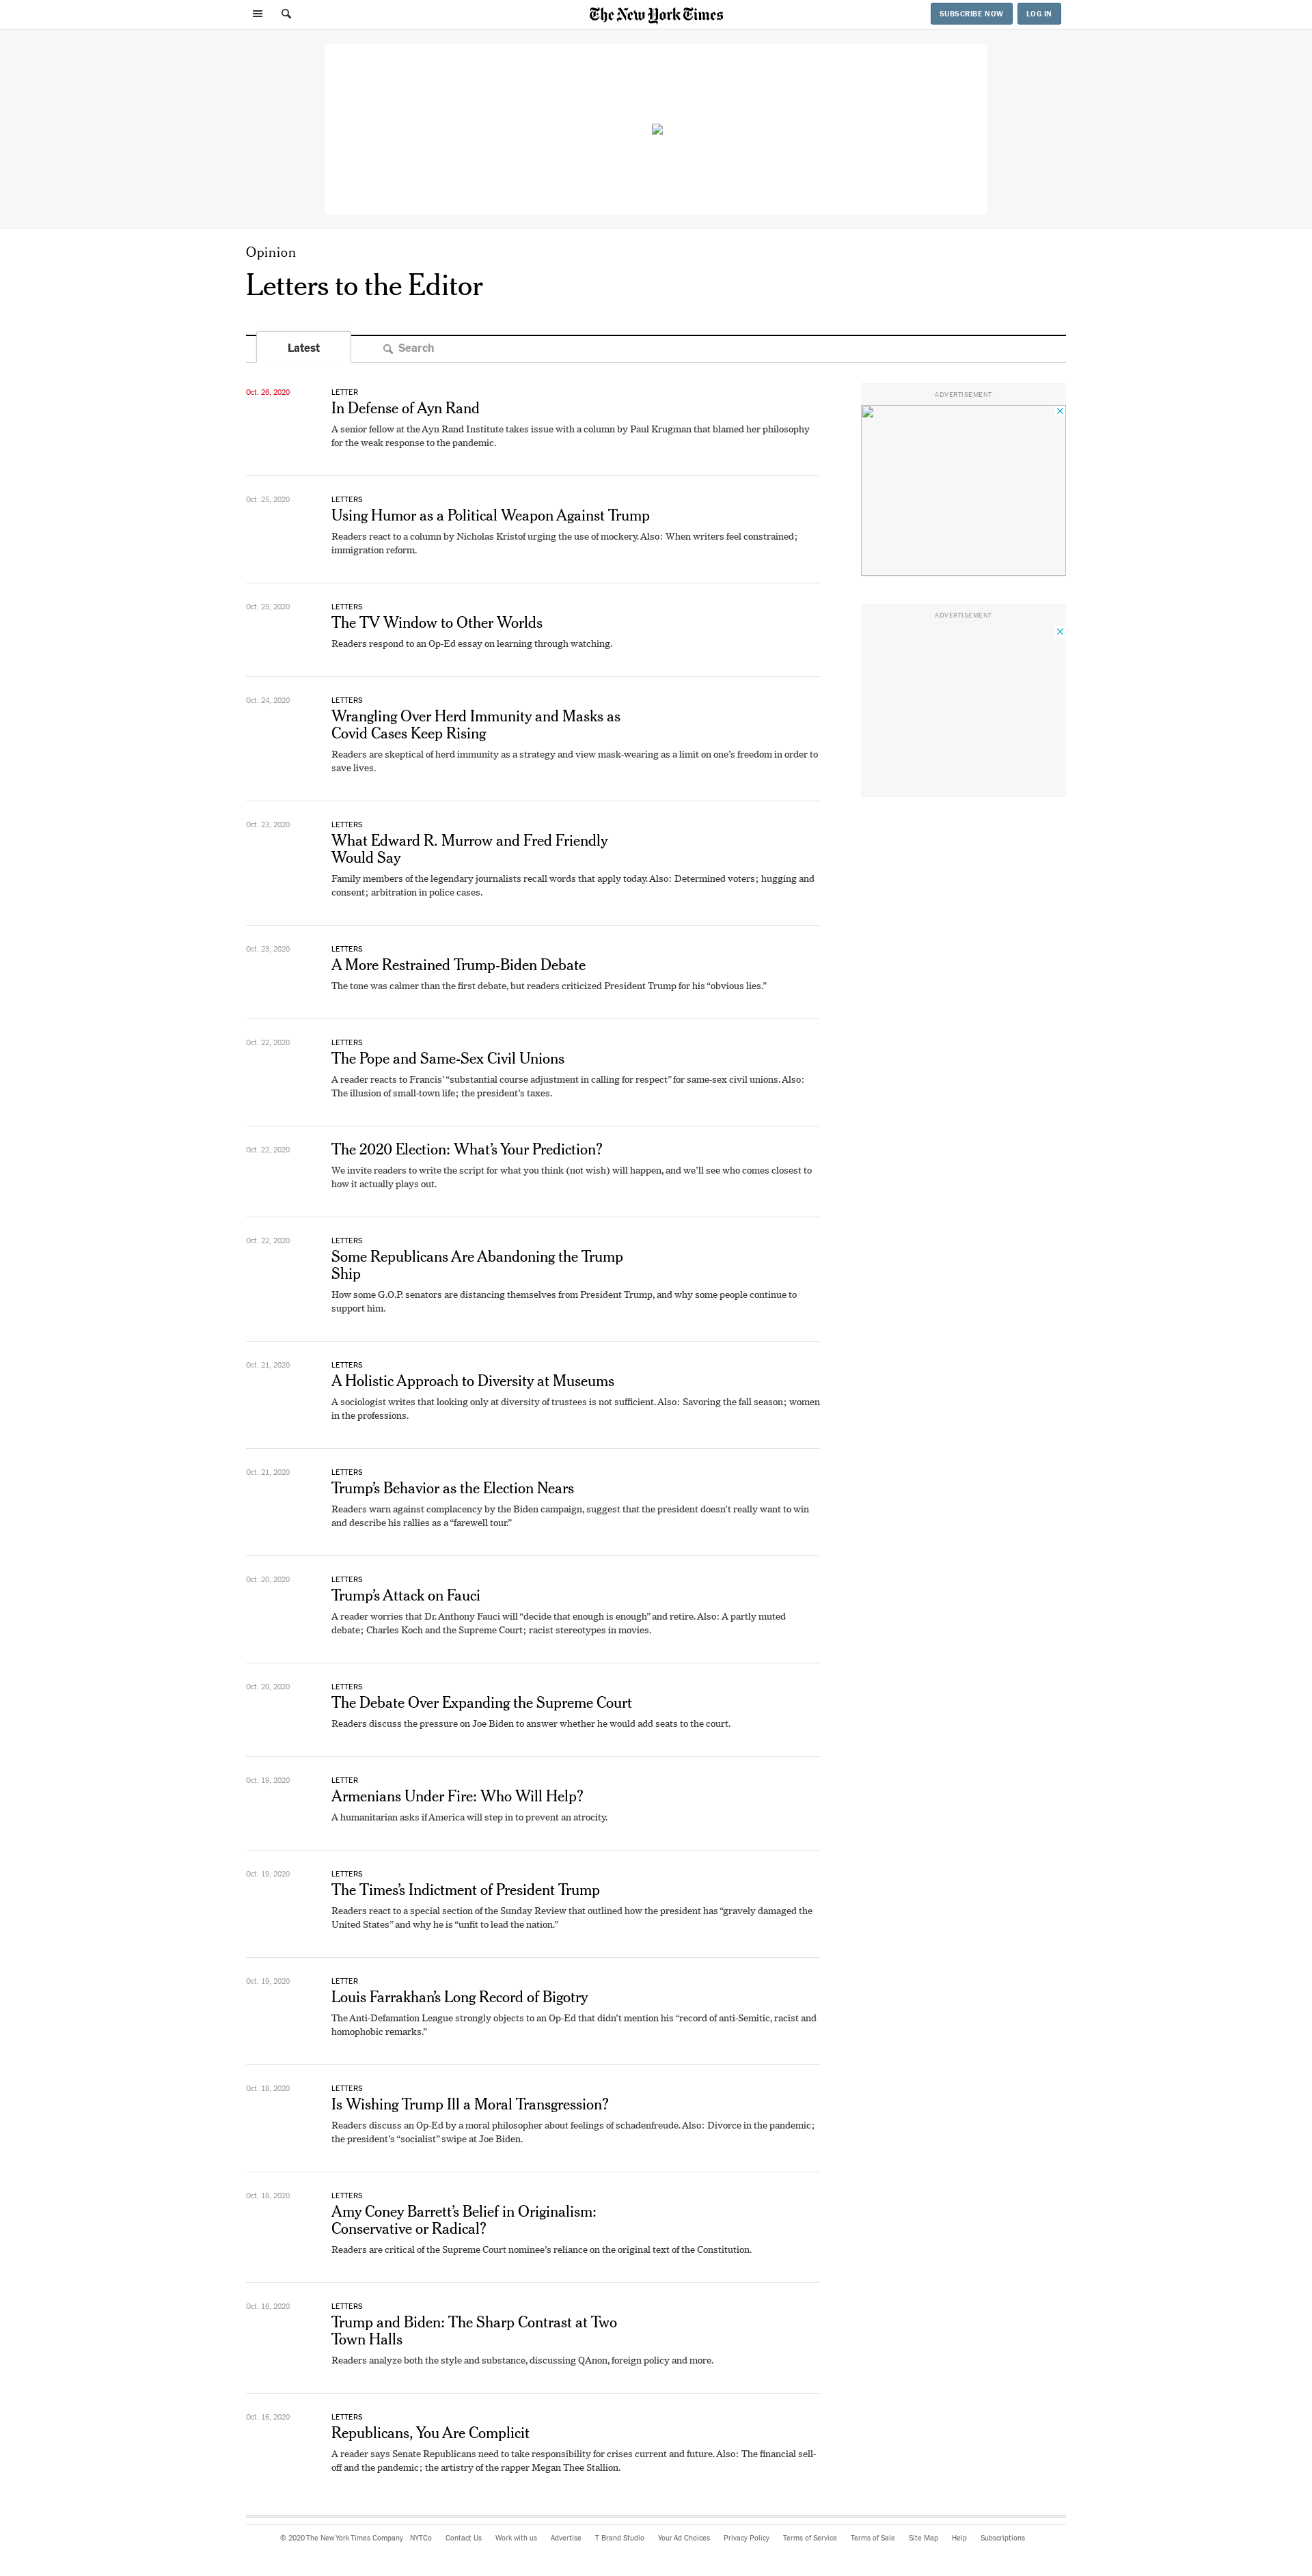 The New York Times
SUBSCRIBE NOW
LOG IN
Opinion
Letters to the Editor
Latest
Search
Oct. 26, 2020
LETTER
In Defense of Ayn Rand
A senior fellow at the Ayn Rand Institute takes issue with a column by Paul Krugman that blamed her philosophy
for the weak response to the pandemic.
ADVERTISEMENT
Oct. 25, 2020
LETTERS
Using Humor as a Political Weapon Against Trump
Readers react to a column by Nicholas Kristof urging the use of mockery. Also: When writers feel constrained;
immigration reform.
Oct. 25, 2020
LETTERS
The TV Window to Other Worlds
Readers respond to an Op-Ed essay on learning through watching.
ADVERTISEMENT
Oct. 24, 2020
LETTERS
Wrangling Over Herd Immunity and Masks as
Covid Cases Keep Rising
Readers are skeptical of herd immunity as a strategy and view mask-wearing as a limit on one’s freedom in order to
save lives.
Oct. 23, 2020
LETTERS
What Edward R. Murrow and Fred Friendly
Would Say
Family members of the legendary journalists recall words that apply today. Also: Determined voters; hugging and
consent; arbitration in police cases.
Oct. 23, 2020
LETTERS
A More Restrained Trump-Biden Debate
The tone was calmer than the first debate, but readers criticized President Trump for his “obvious lies.”
Oct. 22, 2020
LETTERS
The Pope and Same-Sex Civil Unions
A reader reacts to Francis’ “substantial course adjustment in calling for respect” for same-sex civil unions. Also:
The illusion of small-town life; the president’s taxes.
Oct. 22, 2020
The 2020 Election: What’s Your Prediction?
We invite readers to write the script for what you think (not wish) will happen, and we’ll see who comes closest to
how it actually plays out.
Oct. 22, 2020
LETTERS
Some Republicans Are Abandoning the Trump
Ship
How some G.O.P. senators are distancing themselves from President Trump, and why some people continue to
support him.
Oct. 21, 2020
LETTERS
A Holistic Approach to Diversity at Museums
A sociologist writes that looking only at diversity of trustees is not sufficient. Also: Savoring the fall season; women
in the professions.
Oct. 21, 2020
LETTERS
Trump’s Behavior as the Election Nears
Readers warn against complacency by the Biden campaign, suggest that the president doesn’t really want to win
and describe his rallies as a “farewell tour.”
Oct. 20, 2020
LETTERS
Trump’s Attack on Fauci
A reader worries that Dr. Anthony Fauci will “decide that enough is enough” and retire. Also: A partly muted
debate; Charles Koch and the Supreme Court; racist stereotypes in movies.
Oct. 20, 2020
LETTERS
The Debate Over Expanding the Supreme Court
Readers discuss the pressure on Joe Biden to answer whether he would add seats to the court.
Oct. 19, 2020
LETTER
Armenians Under Fire: Who Will Help?
A humanitarian asks if America will step in to prevent an atrocity.
Oct. 19, 2020
LETTERS
The Times’s Indictment of President Trump
Readers react to a special section of the Sunday Review that outlined how the president has “gravely damaged the
United States” and why he is “unfit to lead the nation.”
Oct. 19, 2020
LETTER
Louis Farrakhan’s Long Record of Bigotry
The Anti-Defamation League strongly objects to an Op-Ed that didn’t mention his “record of anti-Semitic, racist and
homophobic remarks.”
Oct. 18, 2020
LETTERS
Is Wishing Trump Ill a Moral Transgression?
Readers discuss an Op-Ed by a moral philosopher about feelings of schadenfreude. Also: Divorce in the pandemic;
the president’s “socialist” swipe at Joe Biden.
Oct. 18, 2020
LETTERS
Amy Coney Barrett’s Belief in Originalism:
Conservative or Radical?
Readers are critical of the Supreme Court nominee’s reliance on the original text of the Constitution.
Oct. 16, 2020
LETTERS
Trump and Biden: The Sharp Contrast at Two
Town Halls
Readers analyze both the style and substance, discussing QAnon, foreign policy and more.
Oct. 16, 2020
LETTERS
Republicans, You Are Complicit
A reader says Senate Republicans need to take responsibility for crises current and future. Also: The financial sell-
off and the pandemic; the artistry of the rapper Megan Thee Stallion.
© 2020 The New York Times Company NYTCo Contact Us Work with us Advertise T Brand Studio Your Ad Choices Privacy Policy Terms of Service Terms of Sale Site Map Help Subscriptions